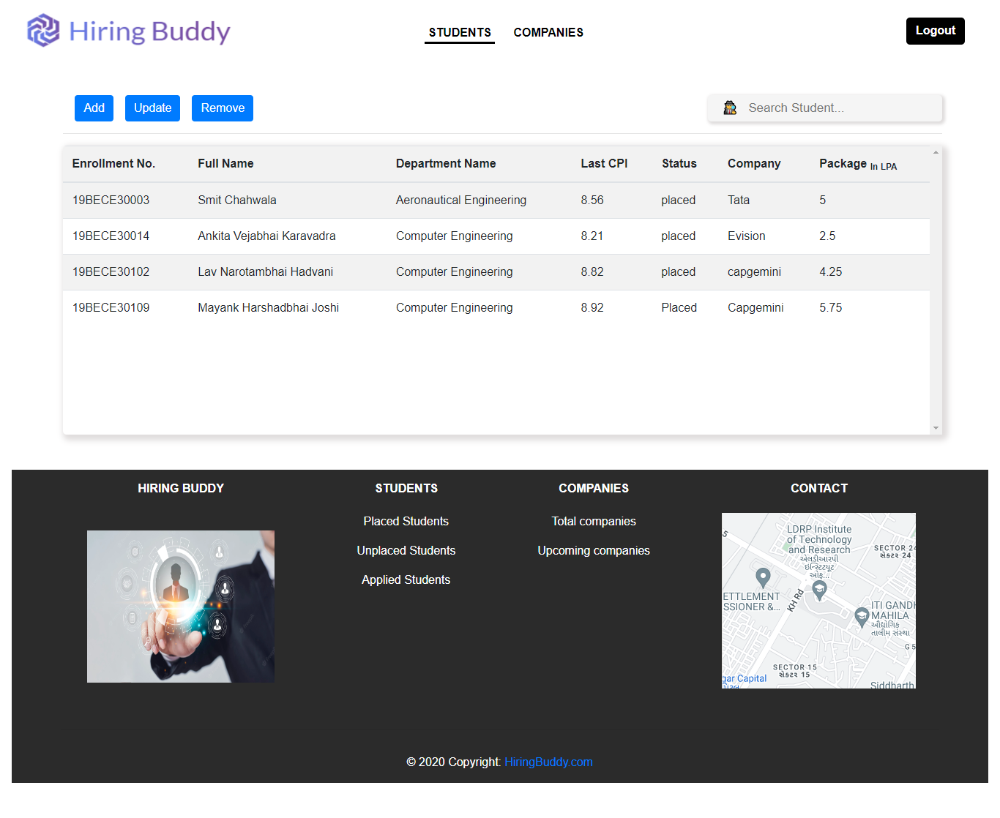 Hiring Buddy
STUDENTS COMPANIES
Logout
Add Update Remove
Search Student...
Enrollment No. Full Name Department Name Last CPI Status Company Package In LPA
19BECE30003 Smit Chahwala Aeronautical Engineering 8.56 placed Tata 5
19BECE30014 Ankita Vejabhai Karavadra Computer Engineering 8.21 placed Evision 2.5
19BECE30102 Lav Narotambhai Hadvani Computer Engineering 8.82 placed capgemini 4.25
19BECE30109 Mayank Harshadbhai Joshi Computer Engineering 8.92 Placed Capgemini 5.75
HIRING BUDDY
STUDENTS
Placed Students
Unplaced Students
Applied Students
COMPANIES
Total companies
Upcoming companies
CONTACT
LDRP Institute
of Technology
and Research
એલડીઆરપી
ઇન્સ્ટિટ્યૂટ
ઓફ...
SECTOR 24
સેક્ટર 24
5
ETTLEMENT
SSIONER &...
KH Rd
ITI GANDH
MAHILA
ઔદ્યોગિક
તાલીમ સંસ્થા
G 5
SECTOR 15
સેક્ટર 15
gar Capital
Siddharth
© 2020 Copyright: HiringBuddy.com